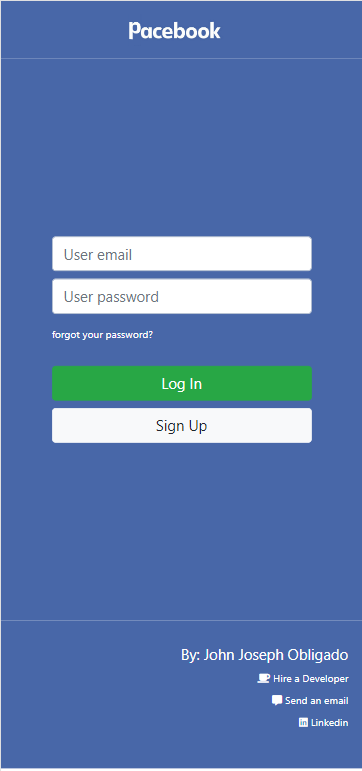 Pacebook
User email
User password
forgot your password?
Log In
Sign Up
By: John Joseph Obligado
Hire a Developer
Send an email
Linkedin